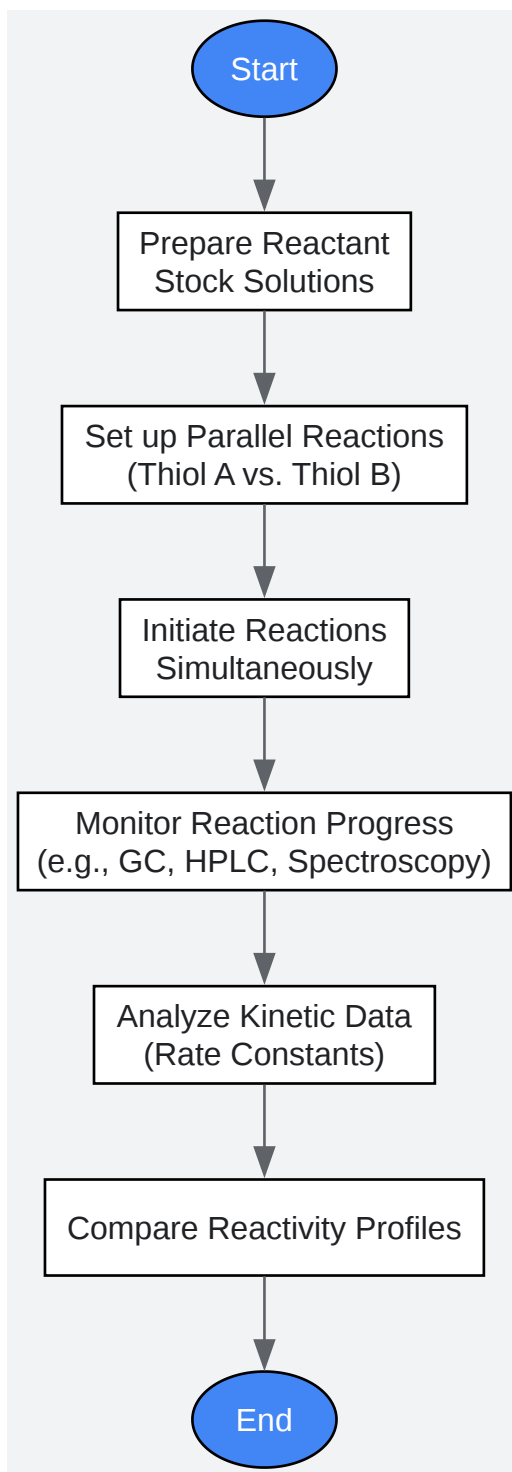 Start
Prepare Reactant
Stock Solutions
Set up Parallel Reactions
(Thiol A vs. Thiol B)
Initiate Reactions
Simultaneously
Monitor Reaction Progress
(e.g., GC, HPLC, Spectroscopy)
Analyze Kinetic Data
(Rate Constants)
Compare Reactivity Profiles
End